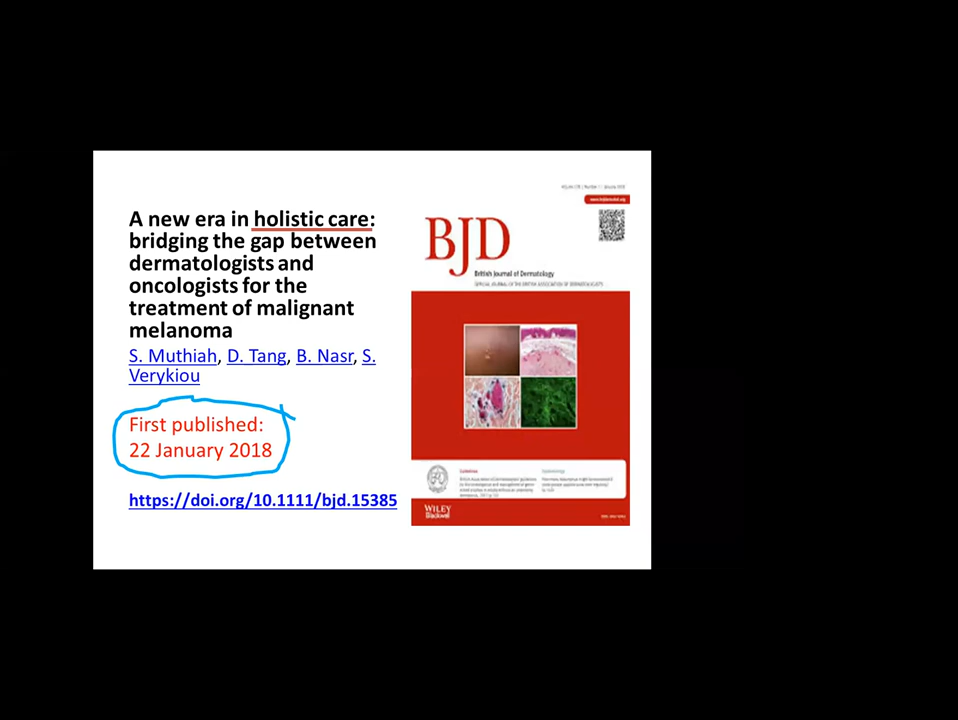 A new era in holistic care:
bridging the gap between
dermatologists and
oncologists for the
treatment of malignant
melanoma
S. Muthiah, D. Tang, B. Nasr, S.
Verykiou
First published:
22 January 2018
https://doi.org/10.1111/bjd.15385
BJD
British Journal of Dermatology
WILEY
Blackwell